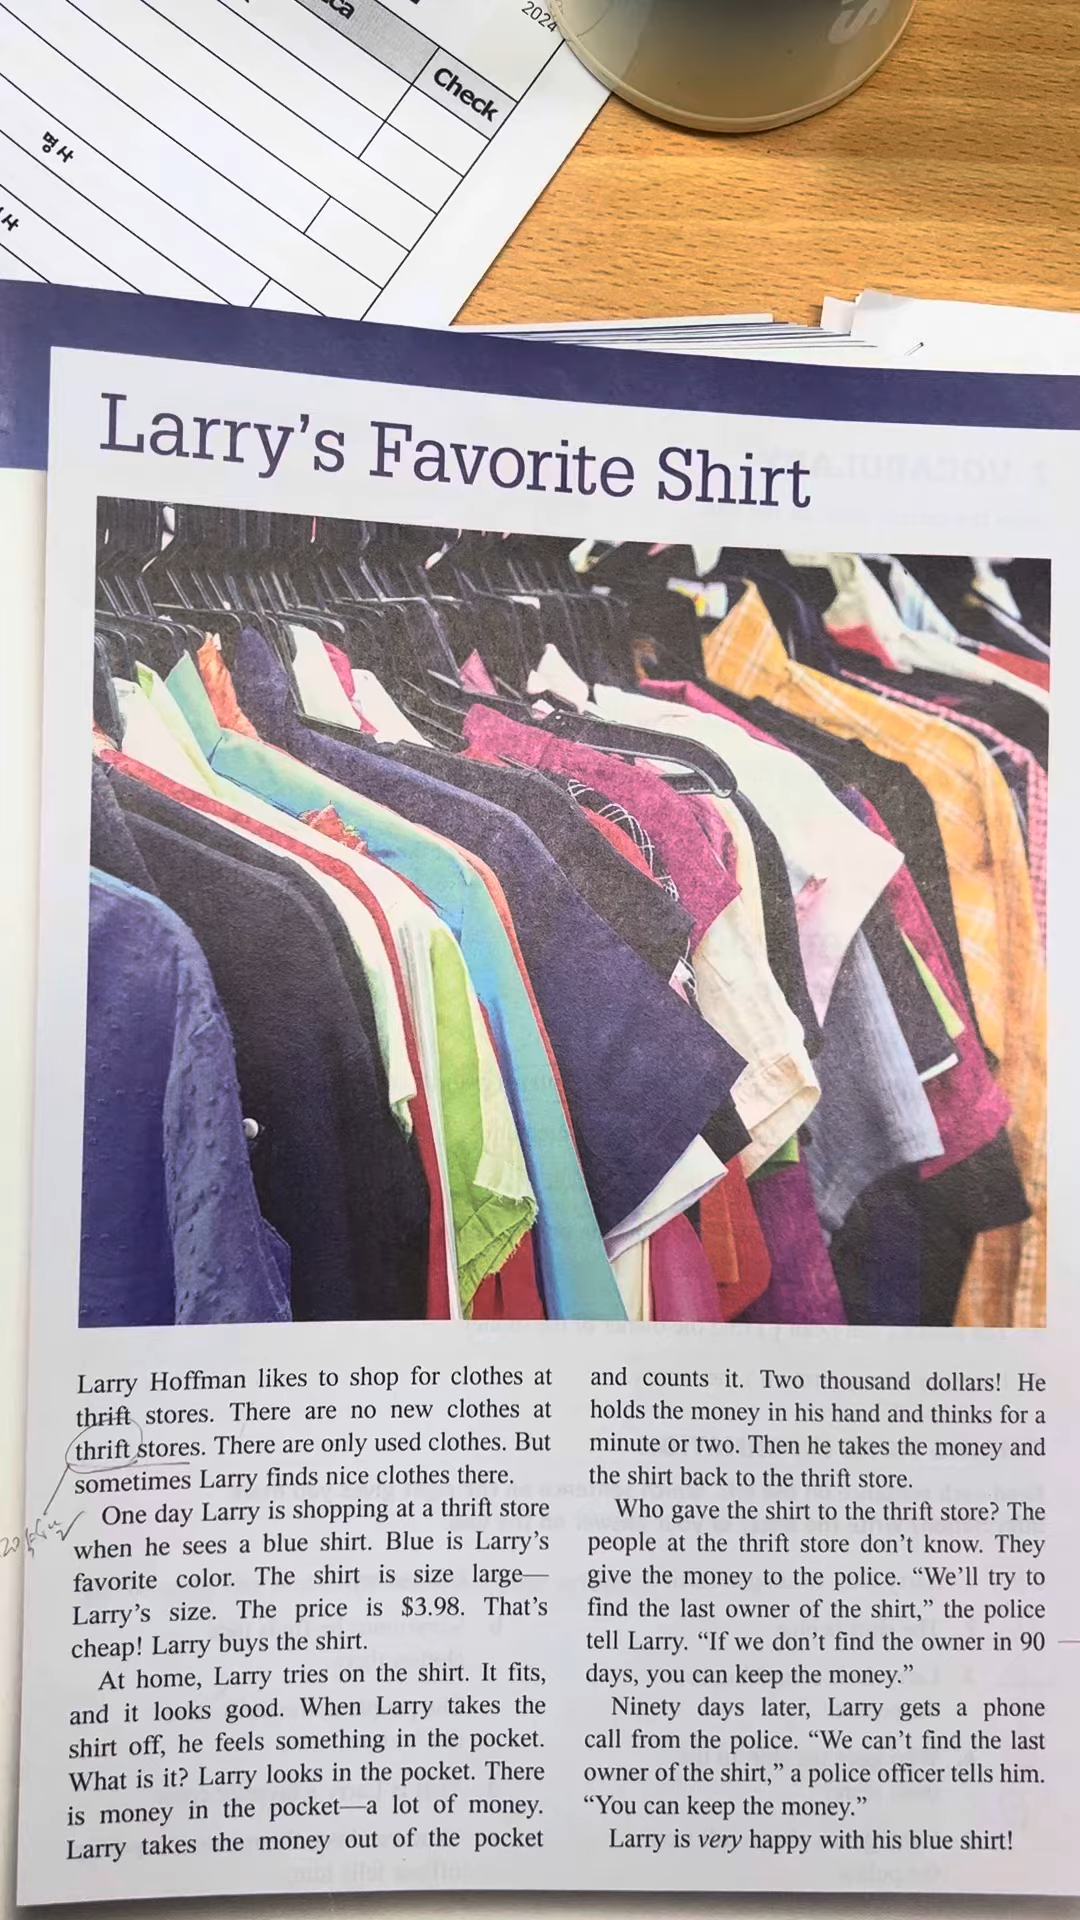 2024
ca
Check
명사
사
Larry's Favorite Shirt
Larry Hoffman likes to shop for clothes at
thrift stores. There are no new clothes at
thrift stores. There are only used clothes. But
sometimes Larry finds nice clothes there.
One day Larry is shopping at a thrift store
when he sees a blue shirt. Blue is Larry's
favorite color. The shirt is size large—
Larry's size. The price is $3.98. That's
cheap! Larry buys the shirt.
At home, Larry tries on the shirt. It fits,
and it looks good. When Larry takes the
shirt off, he feels something in the pocket.
What is it? Larry looks in the pocket. There
is money in the pocket—a lot of money.
Larry takes the money out of the pocket
and counts it. Two thousand dollars! He
holds the money in his hand and thinks for a
minute or two. Then he takes the money and
the shirt back to the thrift store.
Who gave the shirt to the thrift store? The
people at the thrift store don't know. They
give the money to the police. “We'll try to
find the last owner of the shirt,” the police
tell Larry. “If we don't find the owner in 90
days, you can keep the money.”
Ninety days later, Larry gets a phone
call from the police. “We can't find the last
owner of the shirt,” a police officer tells him.
“You can keep the money.”
Larry is very happy with his blue shirt!